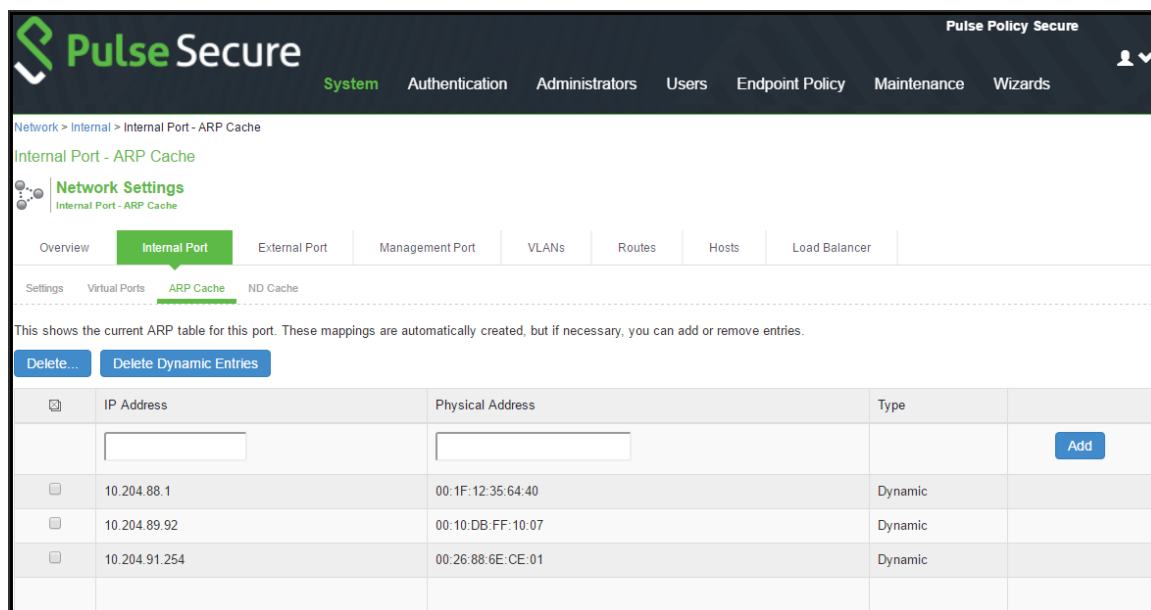 Pulse Policy Secure
Pulse Secure
System Authentication Administrators Users Endpoint Policy Maintenance Wizards
Network > Internal > Internal Port - ARP Cache
Internal Port - ARP Cache
Network Settings
Internal Port - ARP Cache
Overview Internal Port External Port Management Port VLANs Routes Hosts Load Balancer
Settings Virtual Ports ARP Cache ND Cache
This shows the current ARP table for this port. These mappings are automatically created, but if necessary, you can add or remove entries.
Delete... Delete Dynamic Entries
IP Address Physical Address Type
Add
10.204.88.1 00:1F:12:35:64:40 Dynamic
10.204.89.92 00:10:DB:FF:10:07 Dynamic
10.204.91.254 00:26:88:6E:CE:01 Dynamic